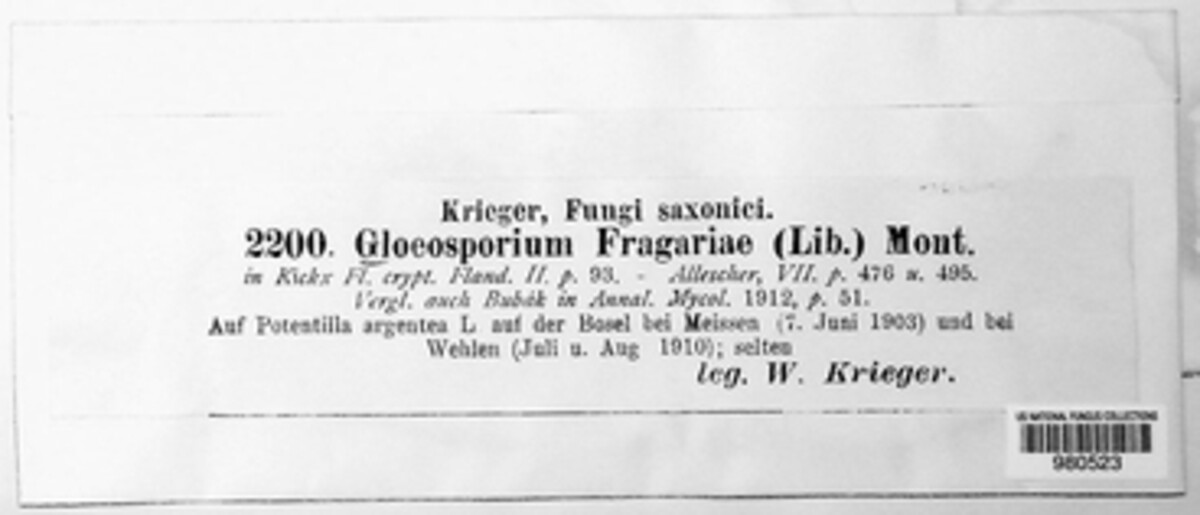 Krieger, Fungi saxonici.
2200. Gloeosporium Fragariae (Lib.) Mont.
in Kickx Fl. crypt. Fland. II. p. 93. - Allescher, VII. p. 476 u. 495.
Vergl. auch Bubák in Annal. Mycol. 1912, p. 51.
Auf Potentilla argentea L. auf der Bosel bei Meissen (7. Juni 1903) und bei
Wehlen (Juli u. Aug 1910); selten
leg. W. Krieger.
US NATIONAL FUNGUS COLLECTIONS
980523